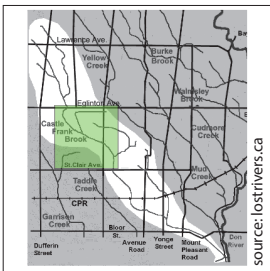 Lawrence Ave.
Yellow
Creek
Burke
Brook
Walmsley
Brook
Eglinton Ave.
Castle
Frank
Brook
Cudmore
Creek
St.Clair Ave.
Mud
Creek
Taddle
Creek
CPR
Garrison
Creek
Bloor
St.
Dufferin
Street
Avenue
Road
Yonge
Street
Mount
Pleasant
Road
Don
River
source: lostrivers.ca